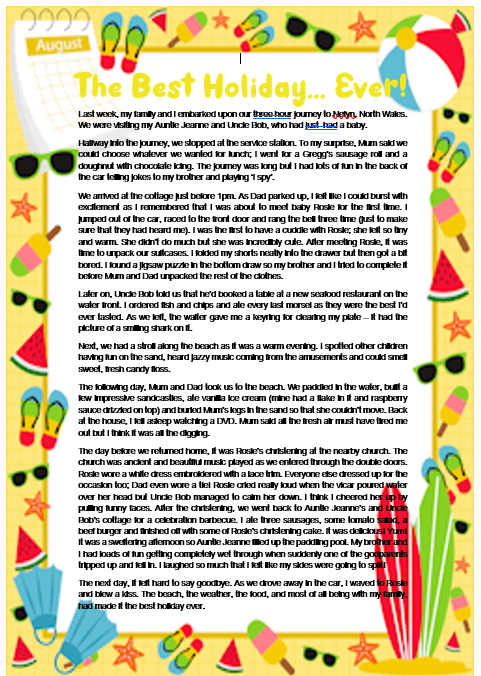 August
The Best Holiday... Ever!
Last week, my family and I embarked upon our three-hour journey to Nefyn, North Wales.
We were visiting my Auntie Jeanne and Uncle Bob, who had just had a baby.
Halfway into the journey, we stopped at the service station. To my surprise, Mum said we
could choose whatever we wanted for lunch; I went for a Gregg's sausage roll and a
doughnut with chocolate icing. The journey was long but I had lots of fun in the back of
the car telling jokes to my brother and playing 'I spy'.
We arrived at the cottage just before 1pm. As Dad parked up, I felt like I could burst with
excitement as I remembered that I was about to meet baby Rosie for the first time. I
jumped out of the car, raced to the front door and rang the bell three time (just to make
sure that they had heard me). I was the first to have a cuddle with Rosie; she felt so tiny
and warm. She didn't do much but she was incredibly cute. After meeting Rosie, it was
time to unpack our suitcases. I folded my shorts neatly into the drawer but then got a bit
bored. I found a jigsaw puzzle in the bottom draw so my brother and I tried to complete it
before Mum and Dad unpacked the rest of the clothes.
Later on, Uncle Bob told us that he'd booked a table at a new seafood restaurant on the
water front. I ordered fish and chips and ate every last morsel as they were the best I'd
ever tasted. As we left, the waiter gave me a keyring for clearing my plate – it had the
picture of a smiling shark on it.
Next, we had a stroll along the beach as it was a warm evening. I spotted other children
having fun on the sand, heard jazzy music coming from the amusements and could smell
sweet, fresh candy floss.
The following day, Mum and Dad took us to the beach. We paddled in the water, built a
few impressive sandcastles, ate vanilla ice cream (mine had a flake in it and raspberry
sauce drizzled on top) and buried Mum's legs in the sand so that she couldn't move. Back
at the house, I fell asleep watching a DVD. Mum said all the fresh air must have tired me
out but I think it was all the digging.
The day before we returned home, it was Rosie's christening at the nearby church. The
church was ancient and beautiful music played as we entered through the double doors.
Rosie wore a white dress embroidered with a lace trim. Everyone else dressed up for the
occasion too; Dad even wore a tie! Rosie cried really loud when the vicar poured water
over her head but Uncle Bob managed to calm her down. I think I cheered her up by
pulling funny faces. After the christening, we went back to Auntie Jeanne's and Uncle
Bob's cottage for a celebration barbecue. I ate three sausages, some tomato salad, a
beef burger and finished off with some of Rosie's christening cake. It was delicious! Yum!
It was a sweltering afternoon so Auntie Jeanne filled up the paddling pool. My brother and
I had loads of fun getting completely wet through when suddenly one of the godparents
tripped up and fell in. I laughed so much that I felt like my sides were going to split!
The next day, it felt hard to say goodbye. As we drove away in the car, I waved to Rosie
and blew a kiss. The beach, the weather, the food, and most of all being with my family,
had made it the best holiday ever.